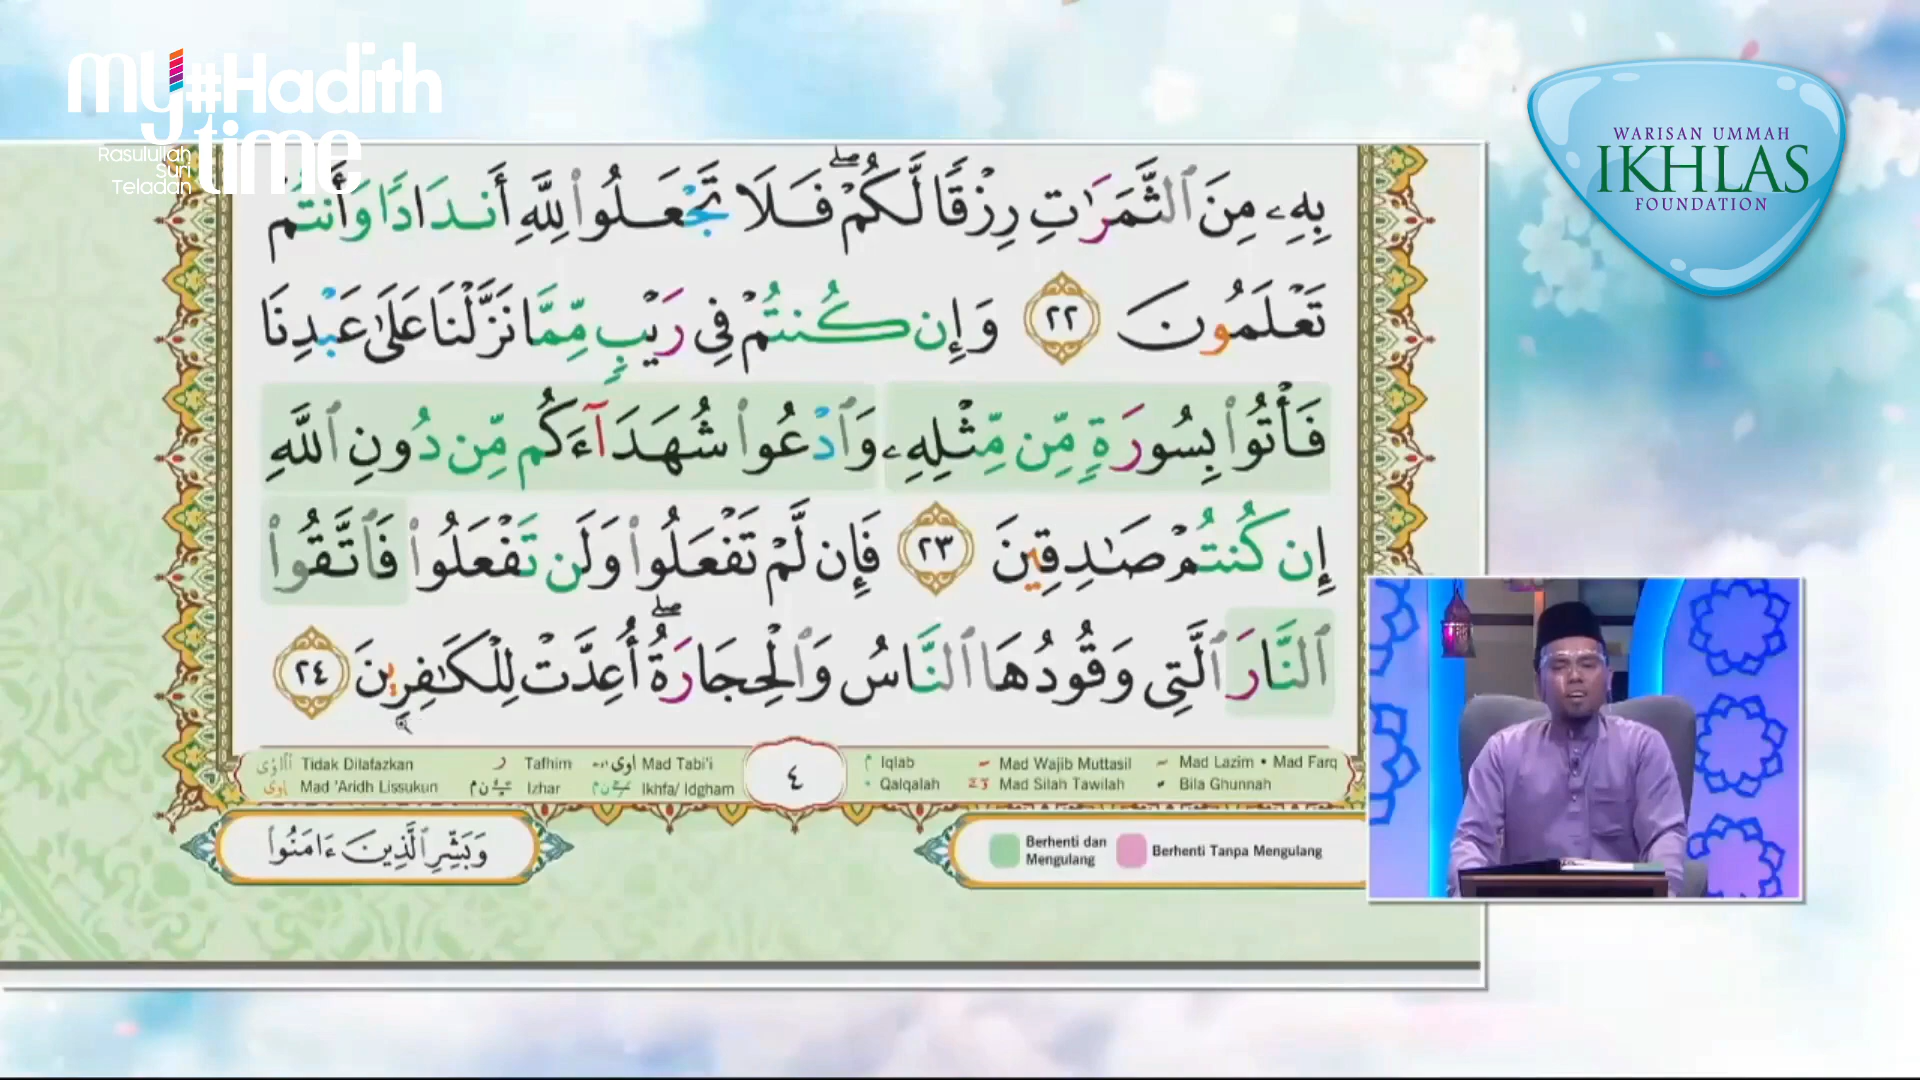 my#Hadith
time
Rasulullah
Suri
Teladan
WARISAN UMMAH
IKHLAS
FOUNDATION
بِهِۦ مِنَ ٱلثَّمَرَٰتِ رِزْقًا لَّكُمْ ۖ فَلَا تَجْعَلُوا۟ لِلَّهِ أَندَادًا وَأَنتُمْ
تَعْلَمُونَ ٢٢ وَإِن كُنتُمْ فِى رَيْبٍ مِّمَّا نَزَّلْنَا عَلَىٰ عَبْدِنَا
فَأْتُوا۟ بِسُورَةٍ مِّن مِّثْلِهِۦ وَٱدْعُوا۟ شُهَدَآءَكُم مِّن دُونِ ٱللَّهِ
إِن كُنتُمْ صَـٰدِقِينَ ٢٣ فَإِن لَّمْ تَفْعَلُوا۟ وَلَن تَفْعَلُوا۟ فَٱتَّقُوا۟
ٱلنَّارَ ٱلَّتِى وَقُودُهَا ٱلنَّاسُ وَٱلْحِجَارَةُ ۖ أُعِدَّتْ لِلْكَـٰفِرِينَ ٢٤
Tidak Dilafazkan Tafhim Mad Tabi'i
Mad 'Aridh Lissukun Izhar Ikhfa/ Idgham
٤
Iqlab Mad Wajib Muttasil Mad Lazim • Mad Farq
Qalqalah Mad Silah Tawilah Bila Ghunnah
وَبَشِّرِ ٱلَّذِينَ ءَامَنُوا۟
Berhenti dan
Mengulang
Berhenti Tanpa Mengulang